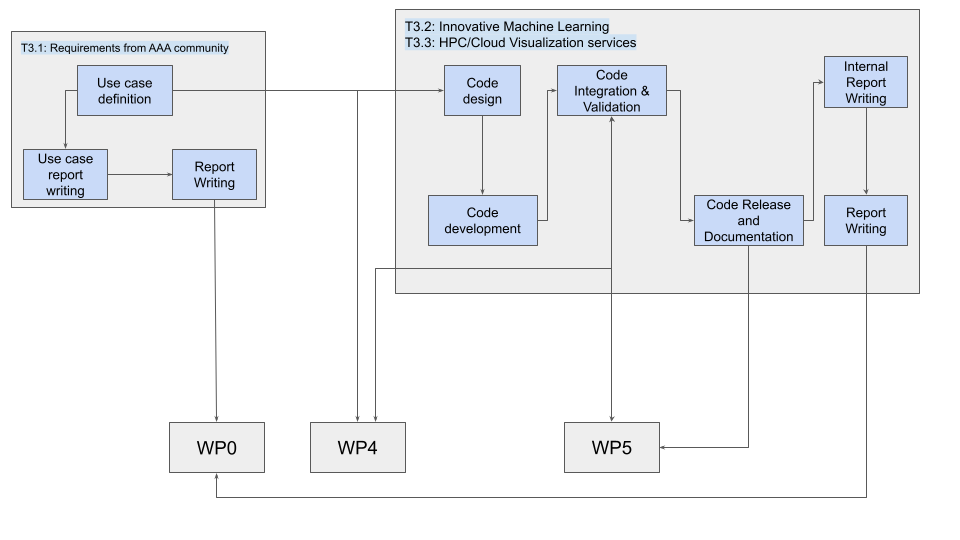 T3.1: Requirements from AAA community
Use case
definition
Use case
report
writing
Report
Writing
T3.2: Innovative Machine Learning
T3.3: HPC/Cloud Visualization services
Code
design
Code
Integration &
Validation
Internal
Report
Writing
Code
development
Code Release
and
Documentation
Report
Writing
WP0
WP4
WP5